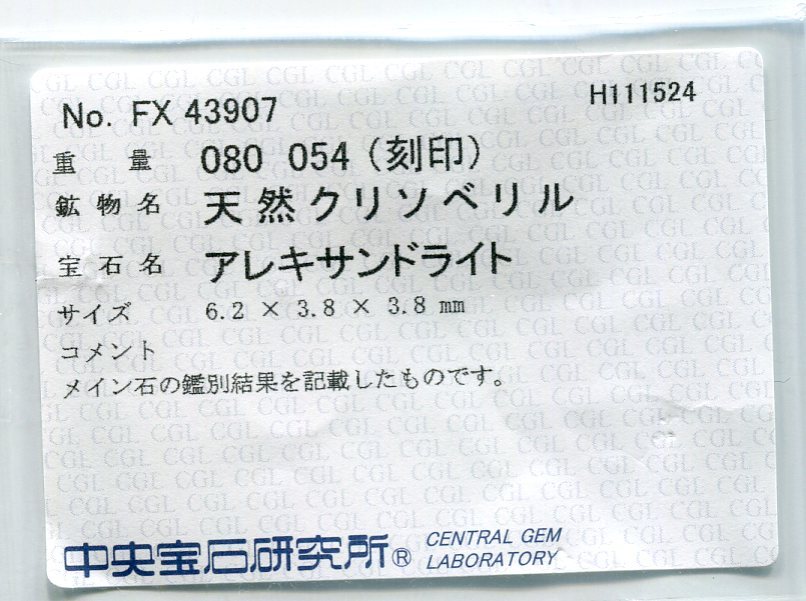 No. FX 43907
H111524
重量 080 054 (刻印)
鉱物名 天然クリソベリル
宝石名 アレキサンドライト
サイズ 6.2 × 3.8 × 3.8 mm
コメント
メイン石の鑑別結果を記載したものです。
中央宝石研究所® CENTRAL GEM
LABORATORY